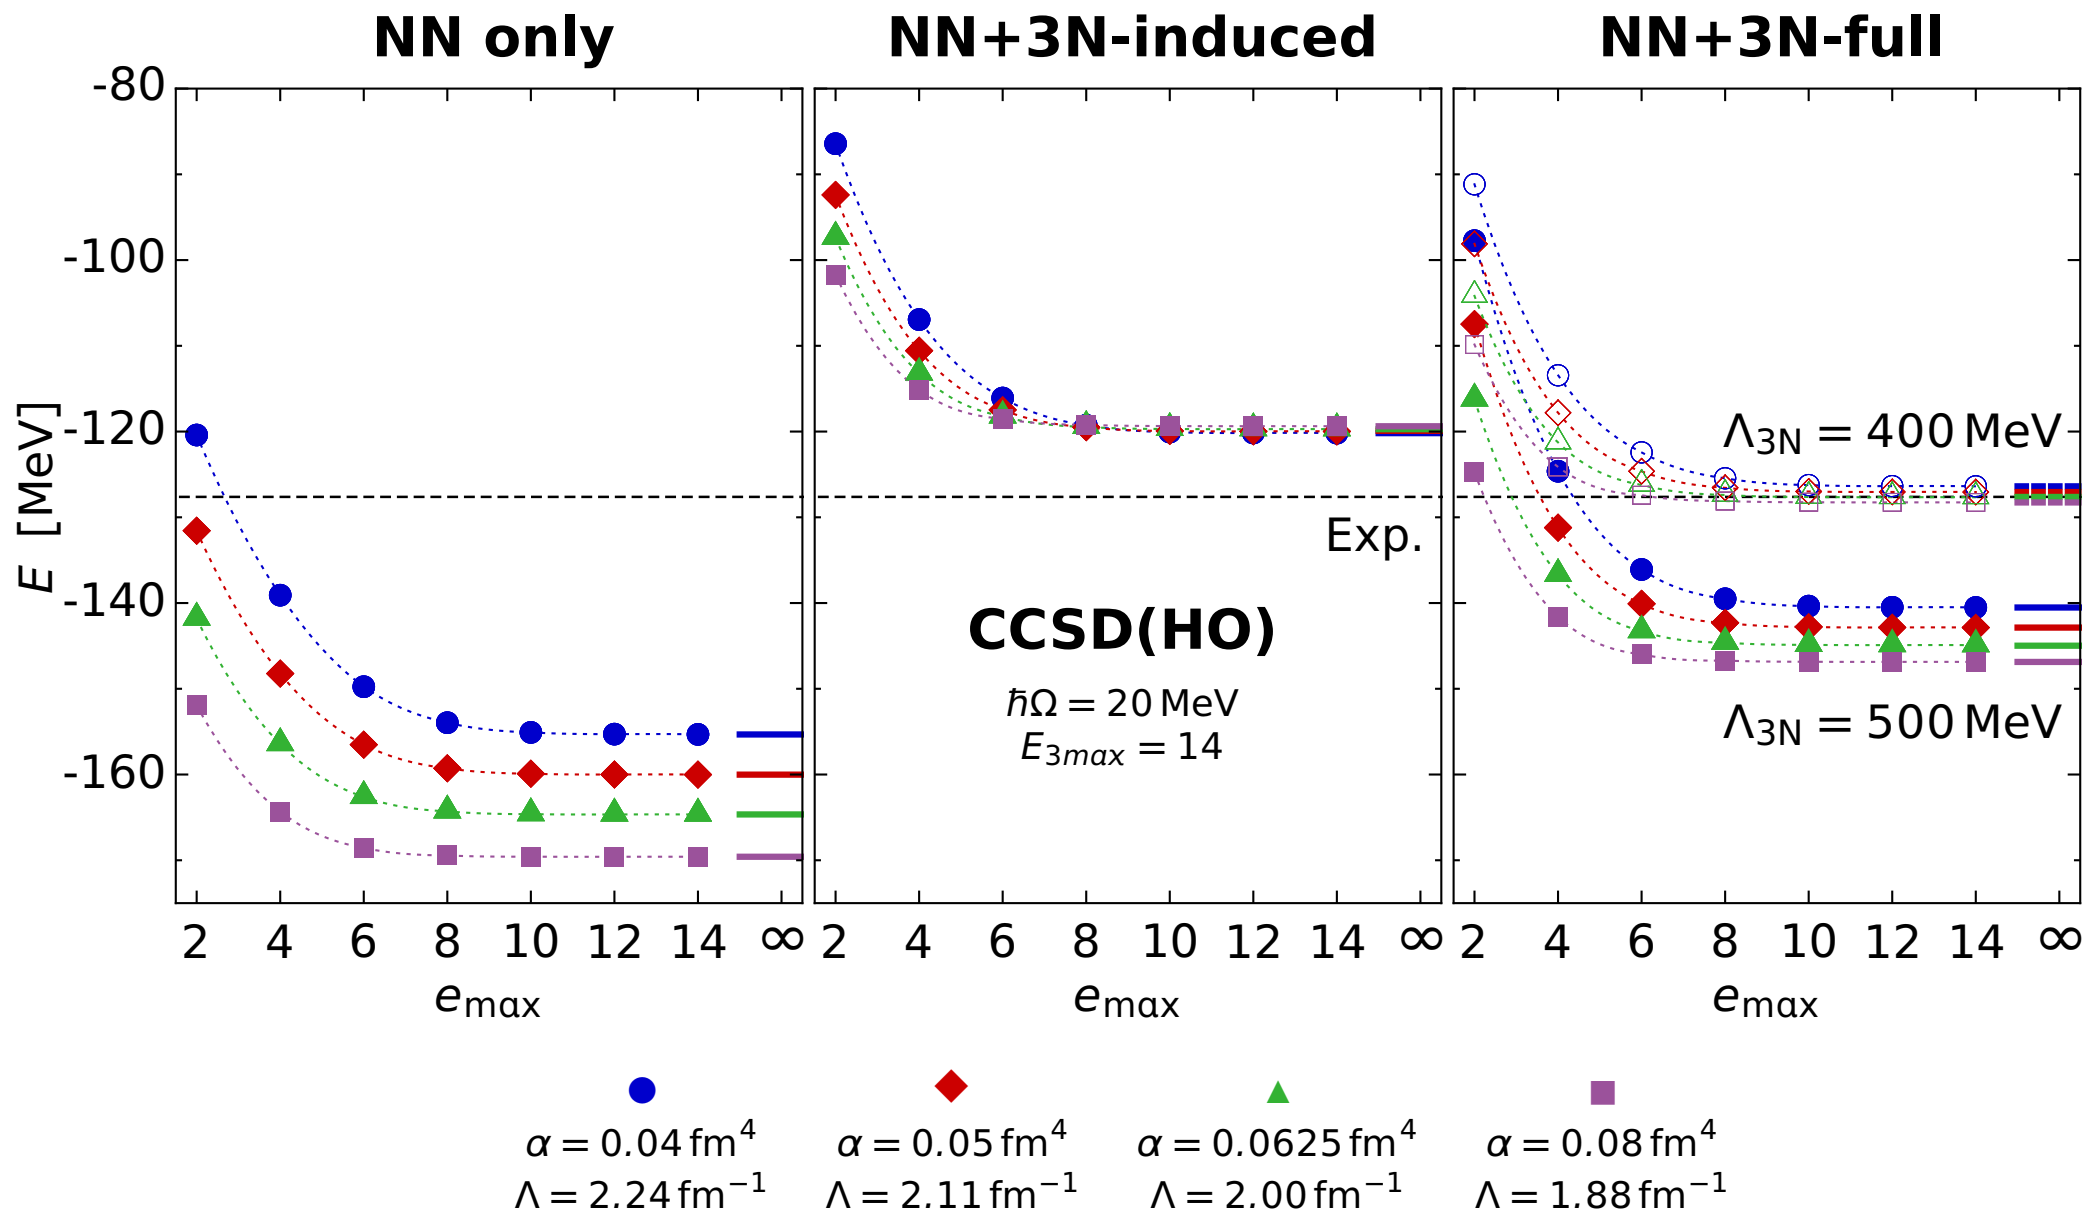 NN only NN+3N-induced NN+3N-full
-80
-100
-120
-140
-160
E [MeV]
Λ3N = 400 MeV
Exp.
CCSD(HO)
ℏΩ = 20 MeV
E3max = 14
Λ3N = 500 MeV
2 4 6 8 10 12 14 ∞ 2 4 6 8 10 12 14 ∞ 2 4 6 8 10 12 14 ∞
emax emax emax
α = 0.04 fm⁴ α = 0.05 fm⁴ α = 0.0625 fm⁴ α = 0.08 fm⁴
Λ = 2.24 fm⁻¹ Λ = 2.11 fm⁻¹ Λ = 2.00 fm⁻¹ Λ = 1.88 fm⁻¹